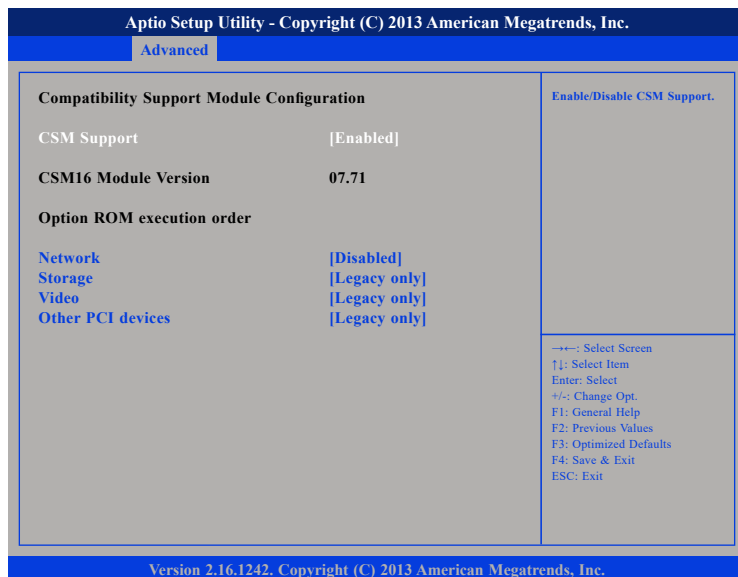 Aptio Setup Utility - Copyright (C) 2013 American Megatrends, Inc.
Advanced
Compatibility Support Module Configuration
CSM Support [Enabled]
CSM16 Module Version 07.71
Option ROM execution order
Network [Disabled]
Storage [Legacy only]
Video [Legacy only]
Other PCI devices [Legacy only]
Enable/Disable CSM Support.
→←: Select Screen
↑↓: Select Item
Enter: Select
+/-: Change Opt.
F1: General Help
F2: Previous Values
F3: Optimized Defaults
F4: Save & Exit
ESC: Exit
Version 2.16.1242. Copyright (C) 2013 American Megatrends, Inc.